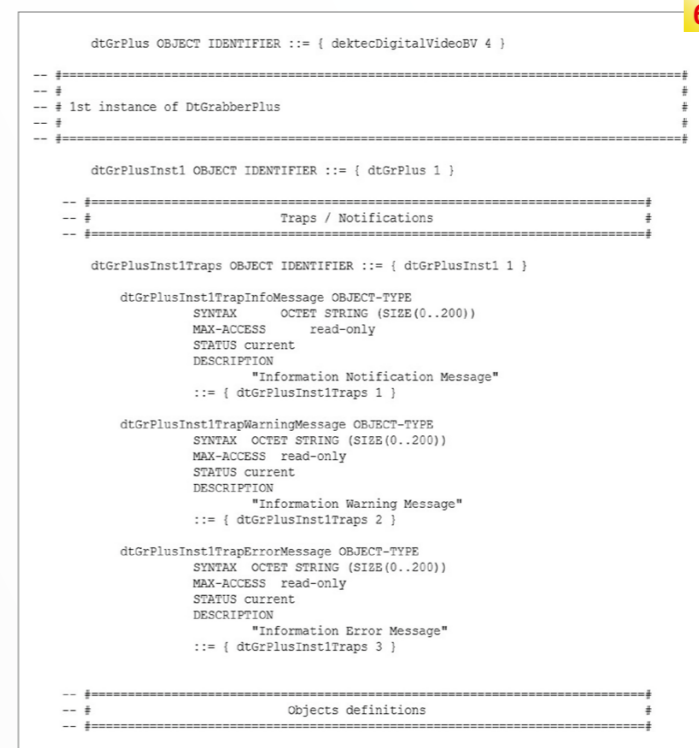 6
dtGrPlus OBJECT IDENTIFIER ::= { dektecDigitalVideoBV 4 }
-- #=====================================================================================#
-- # #
-- # 1st instance of DtGrabberPlus #
-- # #
-- #=====================================================================================#
dtGrPlusInst1 OBJECT IDENTIFIER ::= { dtGrPlus 1 }
-- #============================================================================#
-- # Traps / Notifications #
-- #============================================================================#
dtGrPlusInst1Traps OBJECT IDENTIFIER ::= { dtGrPlusInst1 1 }
dtGrPlusInst1TrapInfoMessage OBJECT-TYPE
SYNTAX OCTET STRING (SIZE(0..200))
MAX-ACCESS read-only
STATUS current
DESCRIPTION
"Information Notification Message"
::= { dtGrPlusInst1Traps 1 }
dtGrPlusInst1TrapWarningMessage OBJECT-TYPE
SYNTAX OCTET STRING (SIZE(0..200))
MAX-ACCESS read-only
STATUS current
DESCRIPTION
"Information Warning Message"
::= { dtGrPlusInst1Traps 2 }
dtGrPlusInst1TrapErrorMessage OBJECT-TYPE
SYNTAX OCTET STRING (SIZE(0..200))
MAX-ACCESS read-only
STATUS current
DESCRIPTION
"Information Error Message"
::= { dtGrPlusInst1Traps 3 }
-- #============================================================================#
-- # Objects definitions #
-- #============================================================================#